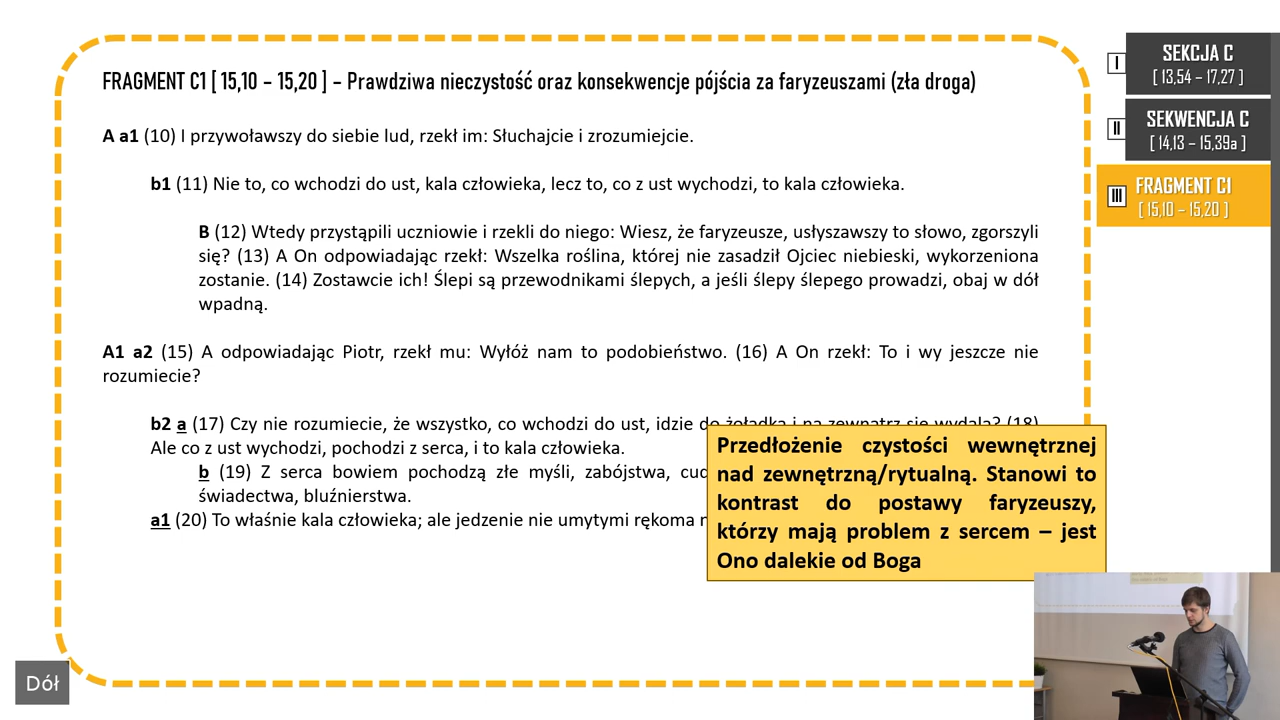 FRAGMENT C1 [ 15,10 – 15,20 ] – Prawdziwa nieczystość oraz konsekwencje pójścia za faryzeuszami (zła droga)
A a1 (10) I przywoławszy do siebie lud, rzekł im: Słuchajcie i zrozumiejcie.
b1 (11) Nie to, co wchodzi do ust, kala człowieka, lecz to, co z ust wychodzi, to kala człowieka.
B (12) Wtedy przystąpili uczniowie i rzekli do niego: Wiesz, że faryzeusze, usłyszawszy to słowo, zgorszyli
się? (13) A On odpowiadając rzekł: Wszelka roślina, której nie zasadził Ojciec niebieski, wykorzeniona
zostanie. (14) Zostawcie ich! Ślepi są przewodnikami ślepych, a jeśli ślepy ślepego prowadzi, obaj w dół
wpadną.
A1 a2 (15) A odpowiadając Piotr, rzekł mu: Wyłóż nam to podobieństwo. (16) A On rzekł: To i wy jeszcze nie
rozumiecie?
b2 a (17) Czy nie rozumiecie, że wszystko, co wchodzi do ust, idzie do żołądka i na zewnątrz się wydala? (18)
Ale co z ust wychodzi, pochodzi z serca, i to kala człowieka.
b (19) Z serca bowiem pochodzą złe myśli, zabójstwa,
świadectwa, bluźnierstwa.
a1 (20) To właśnie kala człowieka; ale jedzenie nie umytymi rękoma
Przedłożenie czystości wewnętrznej
nad zewnętrzną/rytualną. Stanowi to
kontrast do postawy faryzeuszy,
którzy mają problem z sercem – jest
Ono dalekie od Boga
I
SEKCJA C
[ 13,54 – 17,27 ]
II
SEKWENCJA C
[ 14,13 – 15,39a ]
III
FRAGMENT C1
[ 15,10 – 15,20 ]
Dół